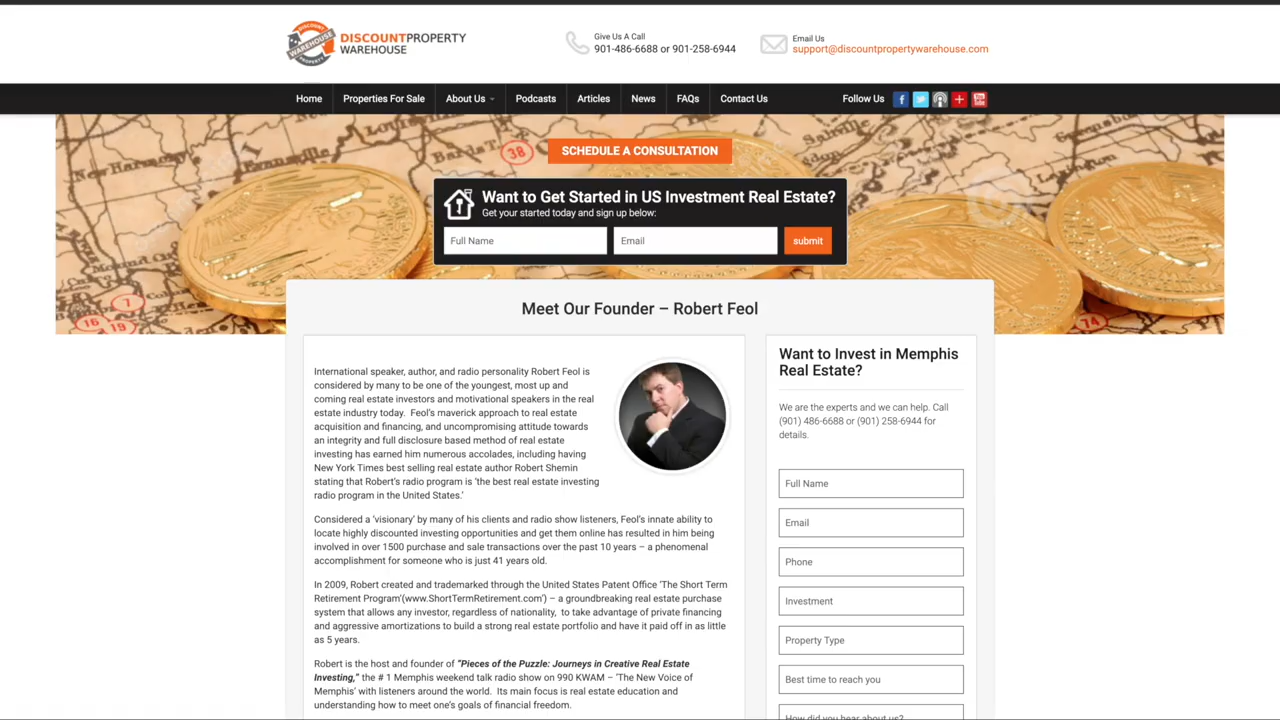 DISCOUNTPROPERTY
WAREHOUSE
DISCOUNT
WAREHOUSE
PROPERTY
Give Us A Call
901-486-6688 or 901-258-6944
Email Us
support@discountpropertywarehouse.com
Home
Properties For Sale
About Us
Podcasts
Articles
News
FAQs
Contact Us
Follow Us
SCHEDULE A CONSULTATION
Want to Get Started in US Investment Real Estate?
Get your started today and sign up below:
Full Name
Email
submit
38
1
16
19
14
Meet Our Founder – Robert Feol
International speaker, author, and radio personality Robert Feol is
considered by many to be one of the youngest, most up and
coming real estate investors and motivational speakers in the real
estate industry today.  Feol's maverick approach to real estate
acquisition and financing, and uncompromising attitude towards
an integrity and full disclosure based method of real estate
investing has earned him numerous accolades, including having
New York Times best selling real estate author Robert Shemin
stating that Robert's radio program is 'the best real estate investing
radio program in the United States.'
Considered a 'visionary' by many of his clients and radio show listeners, Feol's innate ability to
locate highly discounted investing opportunities and get them online has resulted in him being
involved in over 1500 purchase and sale transactions over the past 10 years – a phenomenal
accomplishment for someone who is just 41 years old.
In 2009, Robert created and trademarked through the United States Patent Office 'The Short Term
Retirement Program'(www.ShortTermRetirement.com') – a groundbreaking real estate purchase
system that allows any investor, regardless of nationality,  to take advantage of private financing
and aggressive amortizations to build a strong real estate portfolio and have it paid off in as little
as 5 years.
Robert is the host and founder of "Pieces of the Puzzle: Journeys in Creative Real Estate
Investing," the # 1 Memphis weekend talk radio show on 990 KWAM – 'The New Voice of
Memphis' with listeners around the world.  Its main focus is real estate education and
understanding how to meet one's goals of financial freedom.
Want to Invest in Memphis
Real Estate?
We are the experts and we can help. Call
(901) 486-6688 or (901) 258-6944 for
details.
Full Name
Email
Phone
Investment
Property Type
Best time to reach you
How did you hear about us?